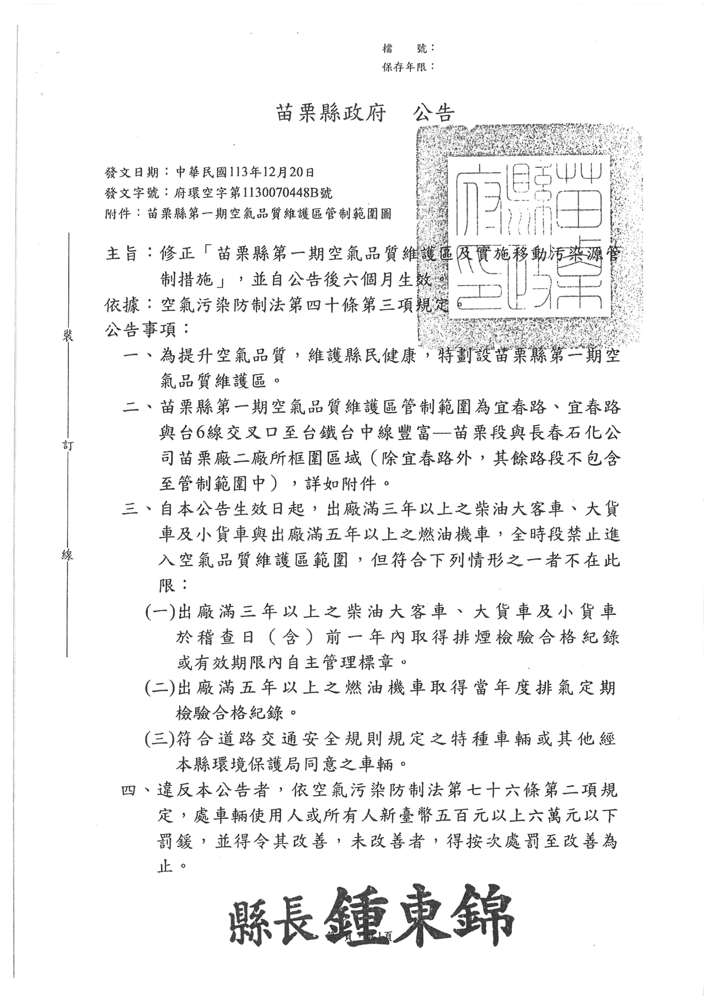 檔　　號：
保存年限：
苗栗縣政府　公告
發文日期：中華民國113年12月20日
發文字號：府環空字第1130070448B號
附件：苗栗縣第一期空氣品質維護區管制範圍圖
主旨：修正「苗栗縣第一期空氣品質維護區及實施移動污染源管
制措施」，並自公告後六個月生效。
依據：空氣污染防制法第四十條第三項規定。
公告事項：
一、為提升空氣品質，維護縣民健康，特劃設苗栗縣第一期空
氣品質維護區。
二、苗栗縣第一期空氣品質維護區管制範圍為宜春路、宜春路
與台6線交叉口至台鐵台中線豐富—苗栗段與長春石化公
司苗栗廠二廠所框圍區域（除宜春路外，其餘路段不包含
至管制範圍中），詳如附件。
三、自本公告生效日起，出廠滿三年以上之柴油大客車、大貨
車及小貨車與出廠滿五年以上之燃油機車，全時段禁止進
入空氣品質維護區範圍，但符合下列情形之一者不在此
限：
(一)出廠滿三年以上之柴油大客車、大貨車及小貨車
於稽查日（含）前一年內取得排煙檢驗合格紀錄
或有效期限內自主管理標章。
(二)出廠滿五年以上之燃油機車取得當年度排氣定期
檢驗合格紀錄。
(三)符合道路交通安全規則規定之特種車輛或其他經
本縣環境保護局同意之車輛。
四、違反本公告者，依空氣污染防制法第七十六條第二項規
定，處車輛使用人或所有人新臺幣五百元以上六萬元以下
罰鍰，並得令其改善，未改善者，得按次處罰至改善為
止。
縣長鍾東錦
裝
訂
線
苗栗縣政府印